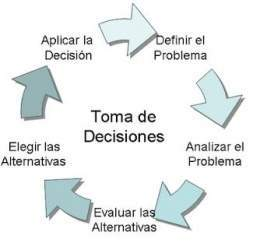 Aplicar la
Decisión
Definir el
Problema
Toma de
Decisiones
Analizar el
Problema
Evaluar las
Alternativas
Elegir las
Alternativas